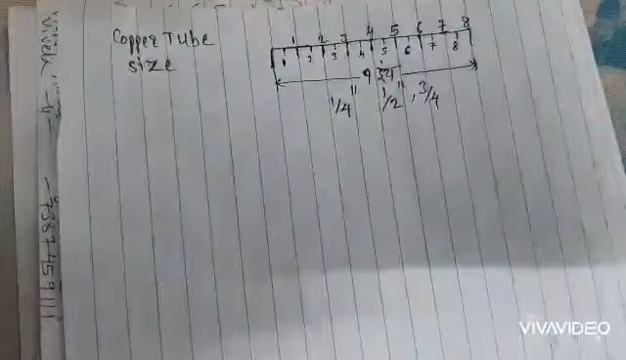 Copper Tube
size
1 2 3 4 5 6 7 8
1 2 3 4 5 6 7 8
1/4" 1/2", 3/4
VIVAVIDEO